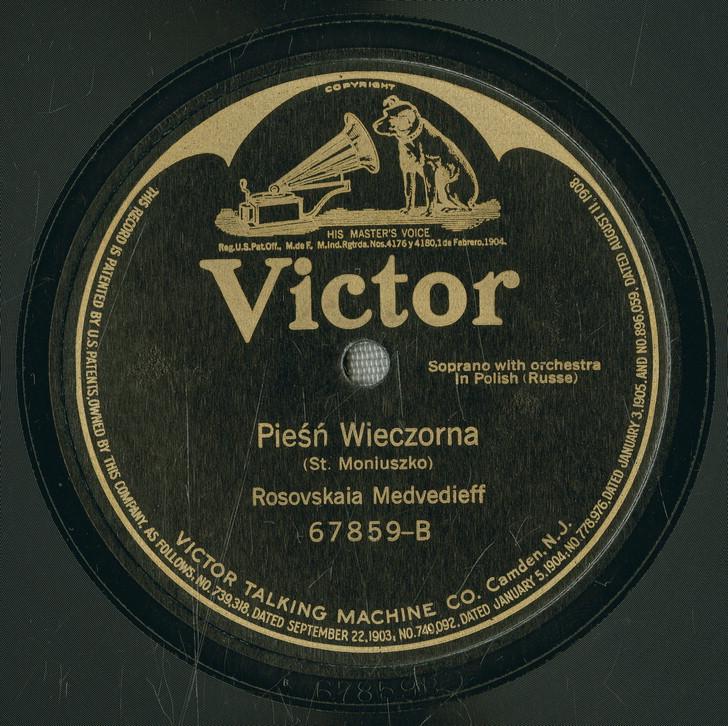 COPYRIGHT
HIS MASTER'S VOICE
Reg.U.S.Pat.Off., M.de F. M.Ind.Rgtrda.Nos.4176 y 4180,1 de Febrero,1904.
Victor
Soprano with orchestra
In Polish (Russe)
Pieśń Wieczorna
(St. Moniuszko)
Rosovskaia Medvedieff
67859-B
VICTOR TALKING MACHINE CO. Camden. N.J.
THIS RECORD IS PATENTED BY U.S. PATENTS, OWNED BY THIS COMPANY, AS FOLLOWS, NO. 739,318, DATED SEPTEMBER 22,1903, NO.740,092, DATED JANUARY 5,1904, NO.778,976, DATED JANUARY 3,1905, AND NO.896,059, DATED AUGUST 11, 1908